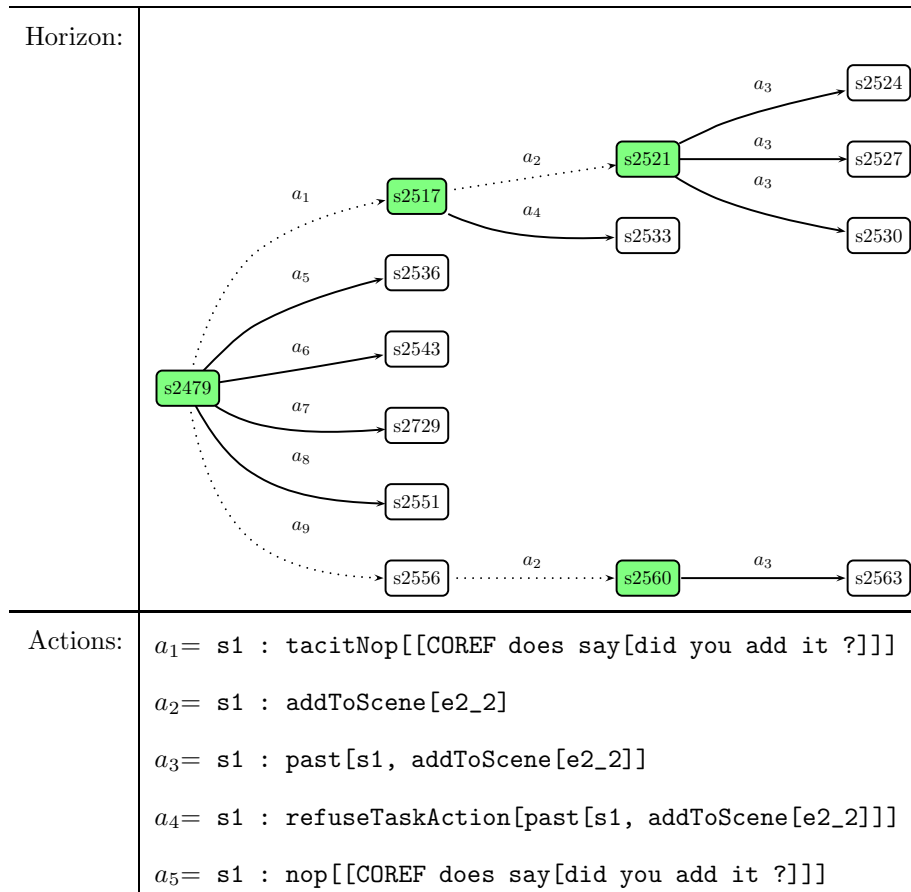 Horizon:
s2524
a3
s2521
a3
s2527
a2
s2517
a3
a1
a4
s2533
s2530
a5
s2536
a6
s2543
s2479
a7
s2729
a8
s2551
a9
s2556
a2
s2560
a3
s2563
Actions:
a1= s1 : tacitNop[[COREF does say[did you add it ?]]]
a2= s1 : addToScene[e2_2]
a3= s1 : past[s1, addToScene[e2_2]]
a4= s1 : refuseTaskAction[past[s1, addToScene[e2_2]]]
a5= s1 : nop[[COREF does say[did you add it ?]]]